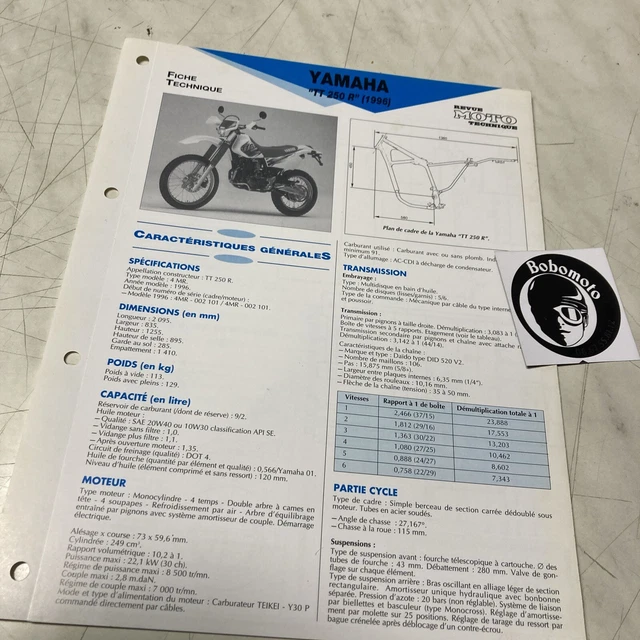 FICHE
TECHNIQUE
YAMAHA
"TT 250 R" (1996)
REVUE
MOTO
TECHNIQUE
Plan de cadre de la Yamaha "TT 250 R".
CARACTÉRISTIQUES GÉNÉRALES
SPÉCIFICATIONS
Appellation constructeur : TT 250 R.
Type modèle : 4 MR.
Année modèle : 1996.
Début de numéro de série (cadre/moteur) :
– Modèle 1996 : 4MR - 002 101 / 4MR - 002 101.
DIMENSIONS (en mm)
Longueur : 2 095.
Largeur : 835.
Hauteur : 1255.
Hauteur de selle : 895.
Garde au sol : 285.
Empattement : 1 410.
POIDS (en kg)
Poids à vide : 113.
Poids avec pleins : 129.
CAPACITÉ (en litre)
Réservoir de carburant (/dont de réserve) : 9/2.
Huile moteur :
– Qualité : SAE 20W40 ou 10W30 classification API SE.
– Vidange sans filtre : 1,0.
– Vidange plus filtre : 1,1.
– Après ouverture moteur : 1,35.
Circuit de freinage (qualité) : DOT 4.
Huile de fourche (quantité par élément et qualité) : 0,566/Yamaha 01.
Niveau d'huile (élément comprimé et sans ressort) : 120 mm.
MOTEUR
Type moteur : Monocylindre - 4 temps - Double arbre à cames en
tête - 4 soupapes - Refroidissement par air - Arbre d'équilibrage
entraîné par pignons avec système amortisseur de couple. Démarrage
électrique.
Alésage x course : 73 x 59,6 mm.
Cylindrée : 249 cm³.
Rapport volumétrique : 10,2 à 1.
Puissance maxi : 22,1 kW (30 ch).
Régime de puissance maxi : 8 500 tr/mn.
Couple maxi : 2,8 m.daN.
Régime de couple maxi : 7 000 tr/mn.
Mode et type d'alimentation du moteur : Carburateur TEIKEI - Y30 P
commandé directement par câbles.
Carburant utilisé : Carburant avec ou sans plomb. Ind
minimum 91.
Type d'allumage : AC-CDI à décharge de condensateur.
TRANSMISSION
Embrayage :
Type : Multidisque en bain d'huile.
Nombre de disques (lisses/garnis) : 5/6.
Type de la commande : Mécanique par câble du type interne
et poussoir.
Transmission :
Primaire par pignons à taille droite. Démultiplication : 3,083 à 1
Boîte de vitesses à 5 rapports. Etagement (voir le tableau).
Transmission secondaire par pignons et chaîne avec attache
Démultiplication : 3,142 à 1 (44/14).
Caractéristiques de la chaîne :
– Marque et type : Daido type DID 520 V2.
– Nombre de maillons : 106.
– Pas : 15,875 mm (5/8»).
– Largeur entre plaques internes : 6,35 mm (1/4").
– Diamètre des rouleaux : 10,16 mm.
– Flèche de la chaîne (tension) : 35 à 50 mm.
Vitesses Rapport à 1 de boîte Démultiplication totale à 1
1 2,466 (37/15) 23,888
2 1,812 (29/16) 17,553
3 1,363 (30/22) 13,203
4 1,080 (27/25) 10,462
5 0,888 (24/27) 8,602
6 0,758 (22/29) 7,343
PARTIE CYCLE
Type de cadre : Simple berceau de section carrée dédoublé sous
moteur. Tubes en acier soudés.
– Angle de chasse : 27,167°.
– Chasse à la roue : 115 mm.
Suspensions :
Type de suspension avant : fourche télescopique à cartouche. Ø des
tubes de fourche : 43 mm. Débattement : 280 mm. Valve de gon-
flage sur chaque élément.
Type de suspension arrière : Bras oscillant en alliage léger de section
rectangulaire. Amortisseur unique hydraulique avec bonbonne
séparée. Pression d'azote : 20 bars (non réglable). Système de liaison
par biellettes et basculeur (type Monocross). Réglage d'amortisse-
ment par molette sur 25 positions. Réglage de tarage du ressort par
bague crénelée après déblocage d'un contre-écrou.
Bobomoto